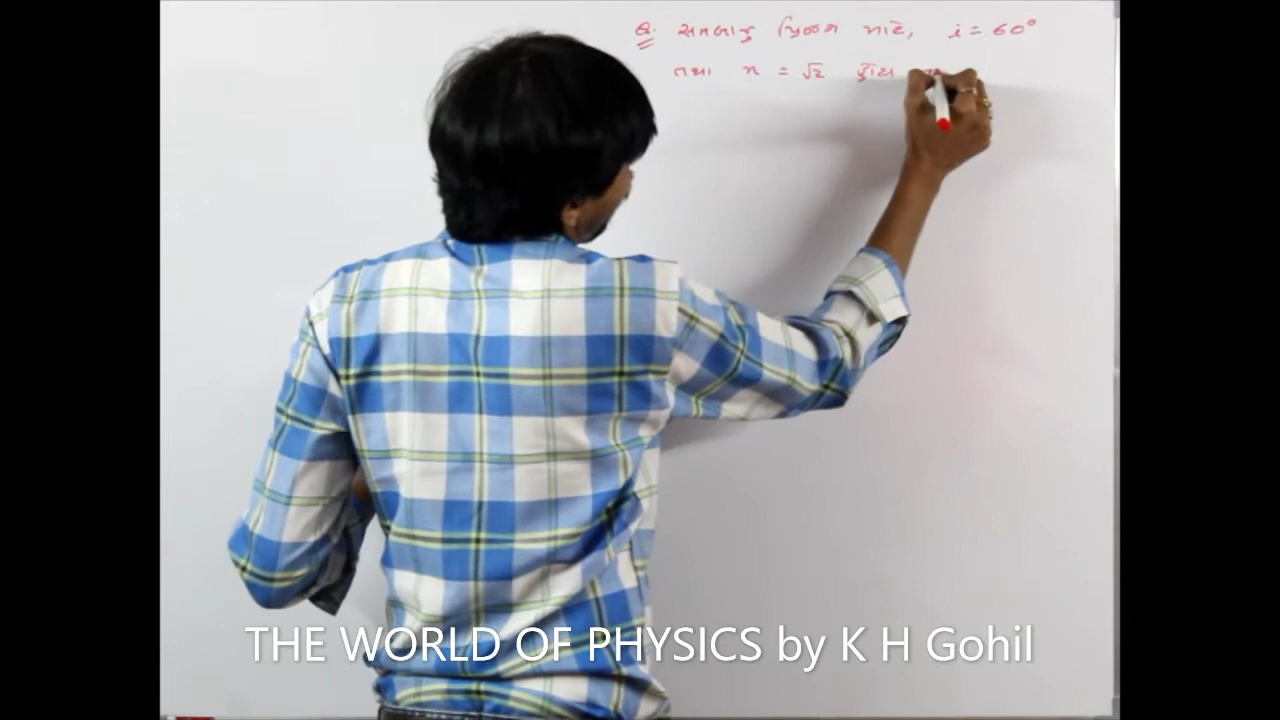 Q. સમબાજુ પ્રિઝમ માટે, i = 60°
તથા n = √2 હોય
THE WORLD OF PHYSICS by K H Gohil